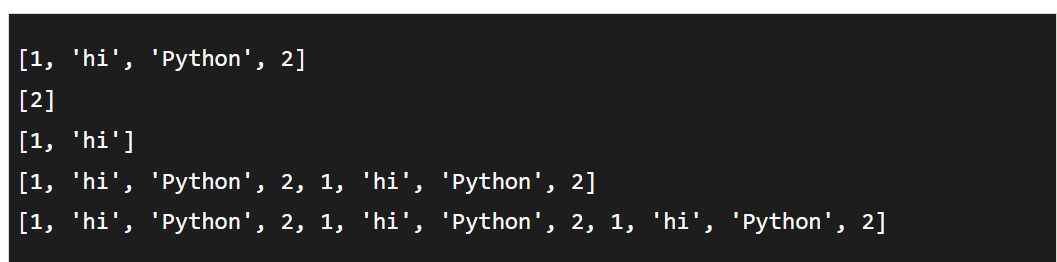 [1, 'hi', 'Python', 2]
[2]
[1, 'hi']
[1, 'hi', 'Python', 2, 1, 'hi', 'Python', 2]
[1, 'hi', 'Python', 2, 1, 'hi', 'Python', 2, 1, 'hi', 'Python', 2]